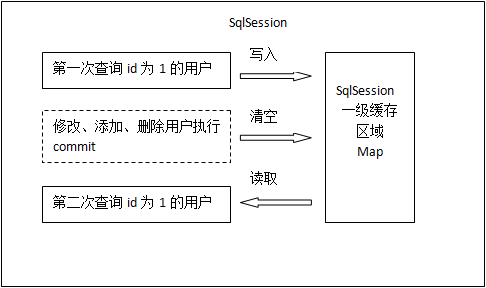 SqlSession
写入
第一次查询 id 为 1 的用户
清空
修改、添加、删除用户执行
commit
读取
第二次查询 id 为 1 的用户
SqlSession
一级缓存
区域
Map